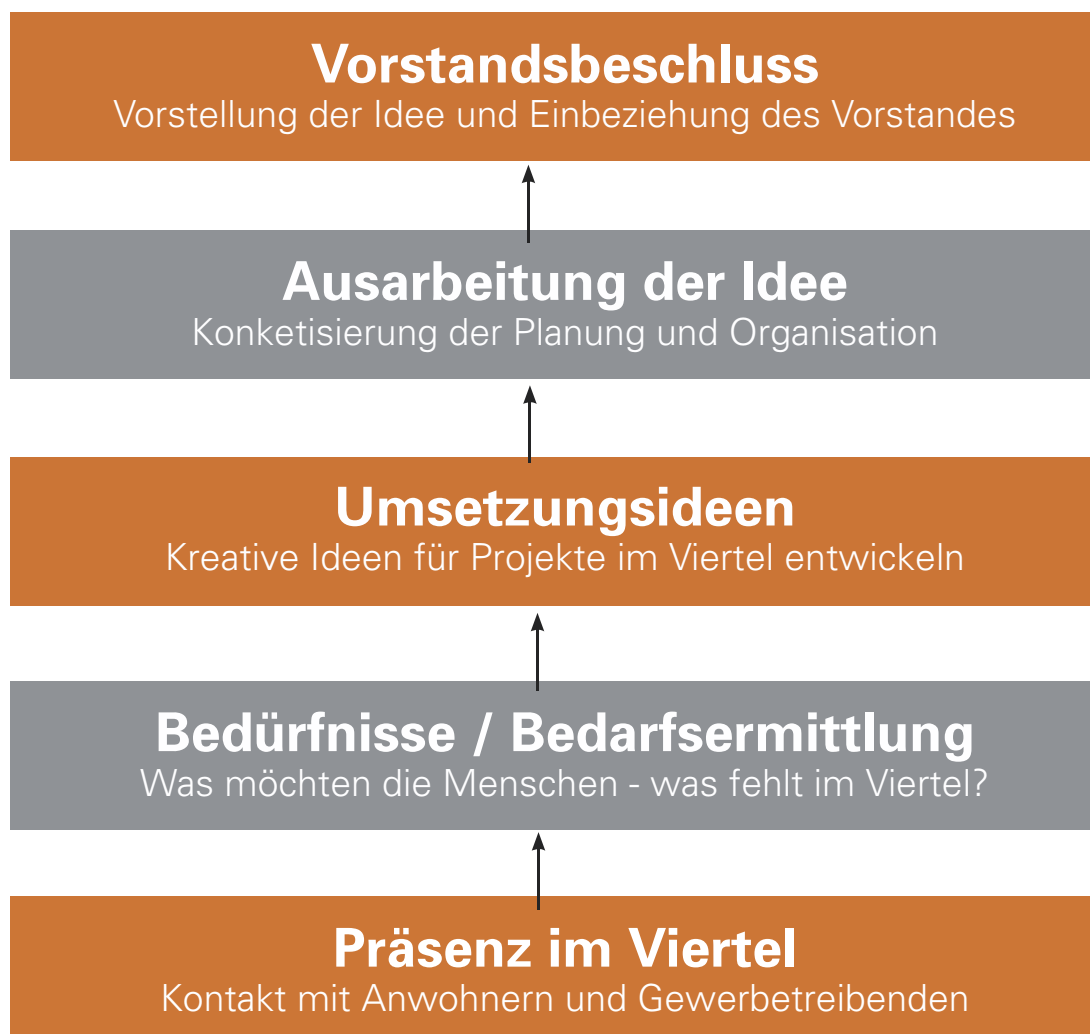 Vorstandsbeschluss
Vorstellung der Idee und Einbeziehung des Vorstandes
Ausarbeitung der Idee
Konketisierung der Planung und Organisation
Umsetzungsideen
Kreative Ideen für Projekte im Viertel entwickeln
Bedürfnisse / Bedarfsermittlung
Was möchten die Menschen - was fehlt im Viertel?
Präsenz im Viertel
Kontakt mit Anwohnern und Gewerbetreibenden